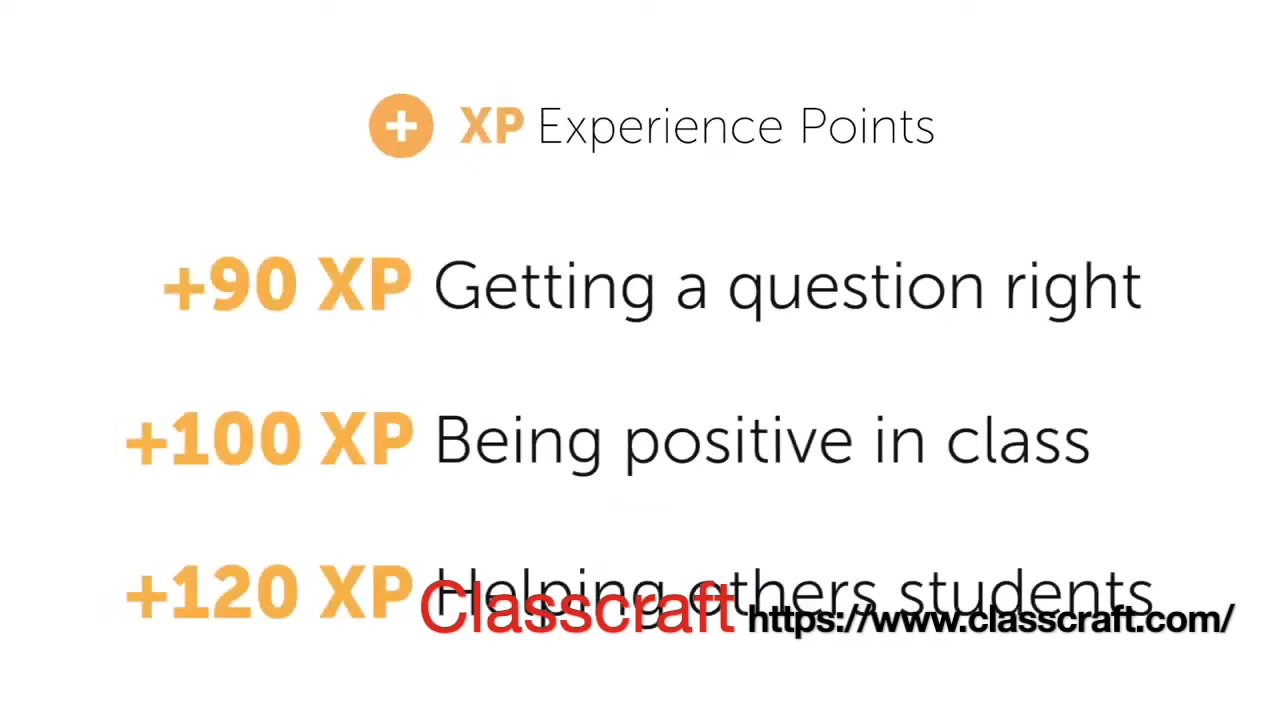 + XP Experience Points
+90 XP Getting a question right
+100 XP Being positive in class
+120 XP Helping others students
Classcraft https://www.classcraft.com/